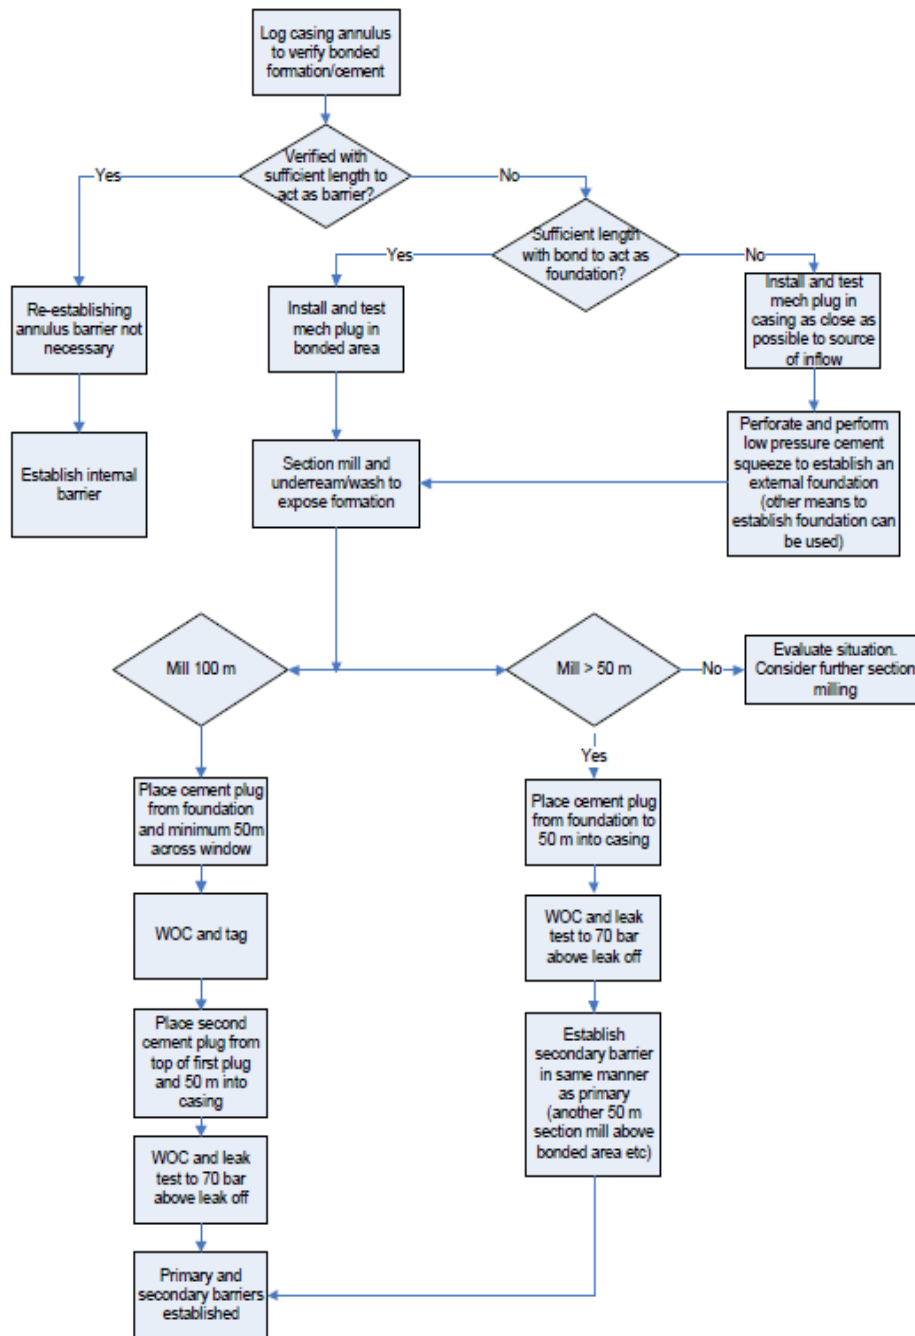 Log casing annulus
to verify bonded
formation/cement
Verified with
sufficient length to
act as barrier?
Yes
No
Sufficient length
with bond to act as
foundation?
Yes
No
Re-establishing
annulus barrier not
necessary
Install and test
mech plug in
bonded area
Install and test
mech plug in
casing as close as
possible to source
of inflow
Establish internal
barrier
Section mill and
underream/wash to
expose formation
Perforate and perform
low pressure cement
squeeze to establish an
external foundation
(other means to
establish foundation can
be used)
Mill 100 m
Mill > 50 m
No
Evaluate situation.
Consider further section
milling
Yes
Place cement plug
from foundation
and minimum 50m
across window
Place cement plug
from foundation to
50 m into casing
WOC and tag
WOC and leak
test to 70 bar
above leak off
Place second
cement plug from
top of first plug
and 50 m into
casing
Establish
secondary barrier
in same manner
as primary
(another 50 m
section mill above
bonded area etc)
WOC and leak
test to 70 bar
above leak off
Primary and
secondary barriers
established